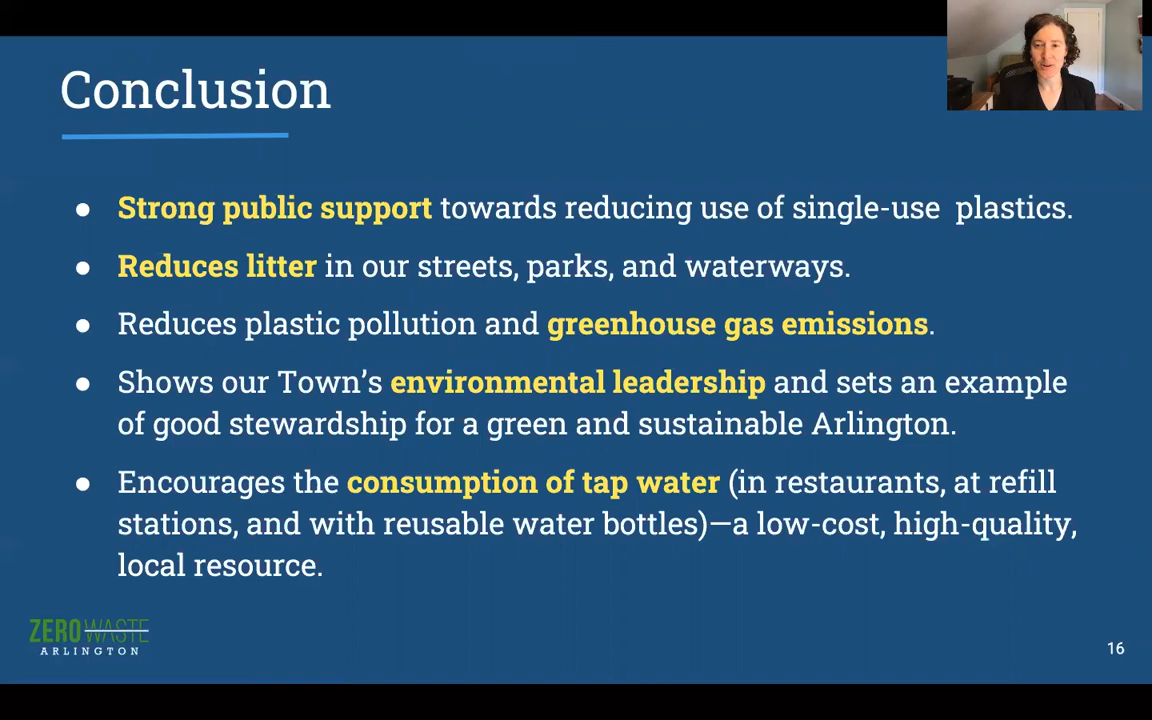 Conclusion
● Strong public support towards reducing use of single-use plastics.
● Reduces litter in our streets, parks, and waterways.
● Reduces plastic pollution and greenhouse gas emissions.
● Shows our Town's environmental leadership and sets an example
of good stewardship for a green and sustainable Arlington.
● Encourages the consumption of tap water (in restaurants, at refill
stations, and with reusable water bottles)—a low-cost, high-quality,
local resource.
ZERO WASTE
ARLINGTON
16